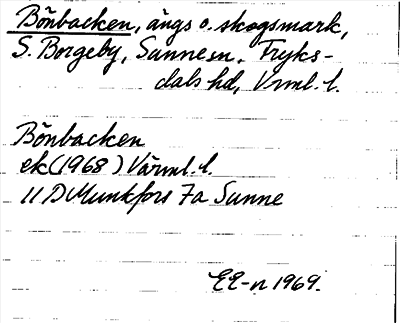 Bönbacken, ängs o. skogsmark,
S. Borgeby, Sunne sn. Fryks-
dals hd, Vrml. l.
Bönbacken
ek (1968) Värml. l.
11 D Munkfors 7a Sunne
EE-n 1969.